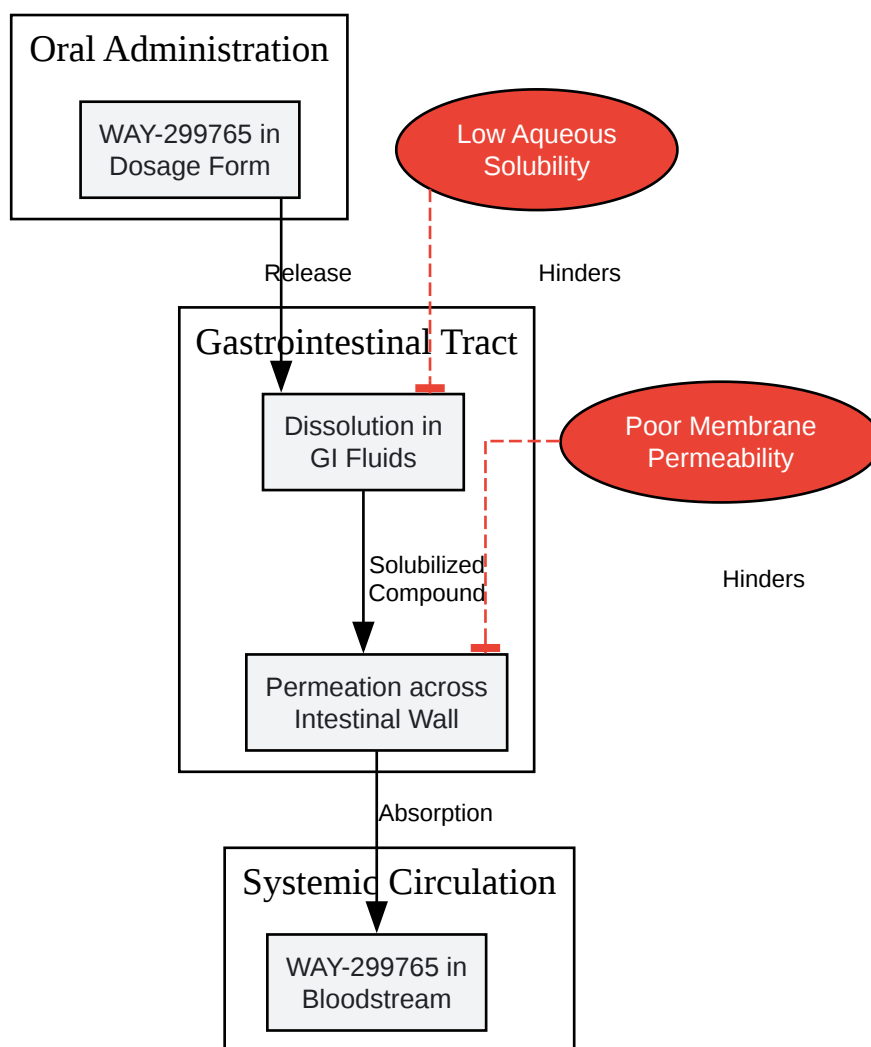 Oral Administration
WAY-299765 in
Dosage Form
Low Aqueous
Solubility
Release
Hinders
Gastrointestinal Tract
Dissolution in
GI Fluids
Poor Membrane
Permeability
Solubilized
Compound
Hinders
Permeation across
Intestinal Wall
Absorption
Systemic Circulation
WAY-299765 in
Bloodstream